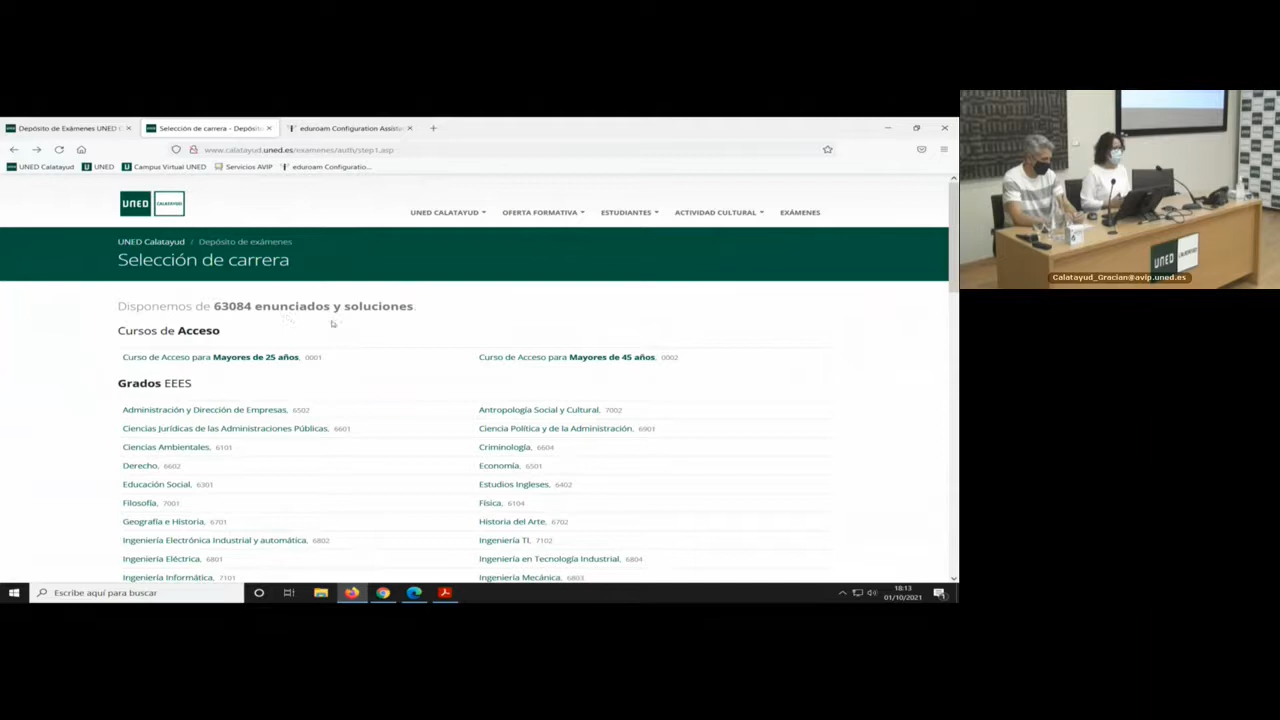 Depósito de Exámenes UNED C
Selección de carrera - Depósito
eduroam Configuration Assista
www.calatayud.uned.es/examenes/auth/step1.asp
UNED Calatayud
UNED
Campus Virtual UNED
Servicios AVIP
eduroam Configuratio...
UNED CALATAYUD
UNED CALATAYUD
OFERTA FORMATIVA
ESTUDIANTES
ACTIVIDAD CULTURAL
EXÁMENES
UNED Calatayud / Depósito de exámenes
Selección de carrera
Disponemos de 63084 enunciados y soluciones.
Cursos de Acceso
Curso de Acceso para Mayores de 25 años, 0001
Curso de Acceso para Mayores de 45 años, 0002
Grados EEES
Administración y Dirección de Empresas, 6502
Antropología Social y Cultural, 7002
Ciencias Jurídicas de las Administraciones Públicas, 6601
Ciencia Política y de la Administración, 6901
Ciencias Ambientales, 6101
Criminología, 6604
Derecho, 6602
Economía, 6501
Educación Social, 6301
Estudios Ingleses, 6402
Filosofía, 7001
Física, 6104
Geografía e Historia, 6701
Historia del Arte, 6702
Ingeniería Electrónica Industrial y automática, 6802
Ingeniería TI, 7102
Ingeniería Eléctrica, 6801
Ingeniería en Tecnología Industrial, 6804
Ingeniería Informática, 7101
Ingeniería Mecánica, 6803
Escribe aquí para buscar
18:13
01/10/2021
UNED
Calatayud_Gracian@avip.uned.es